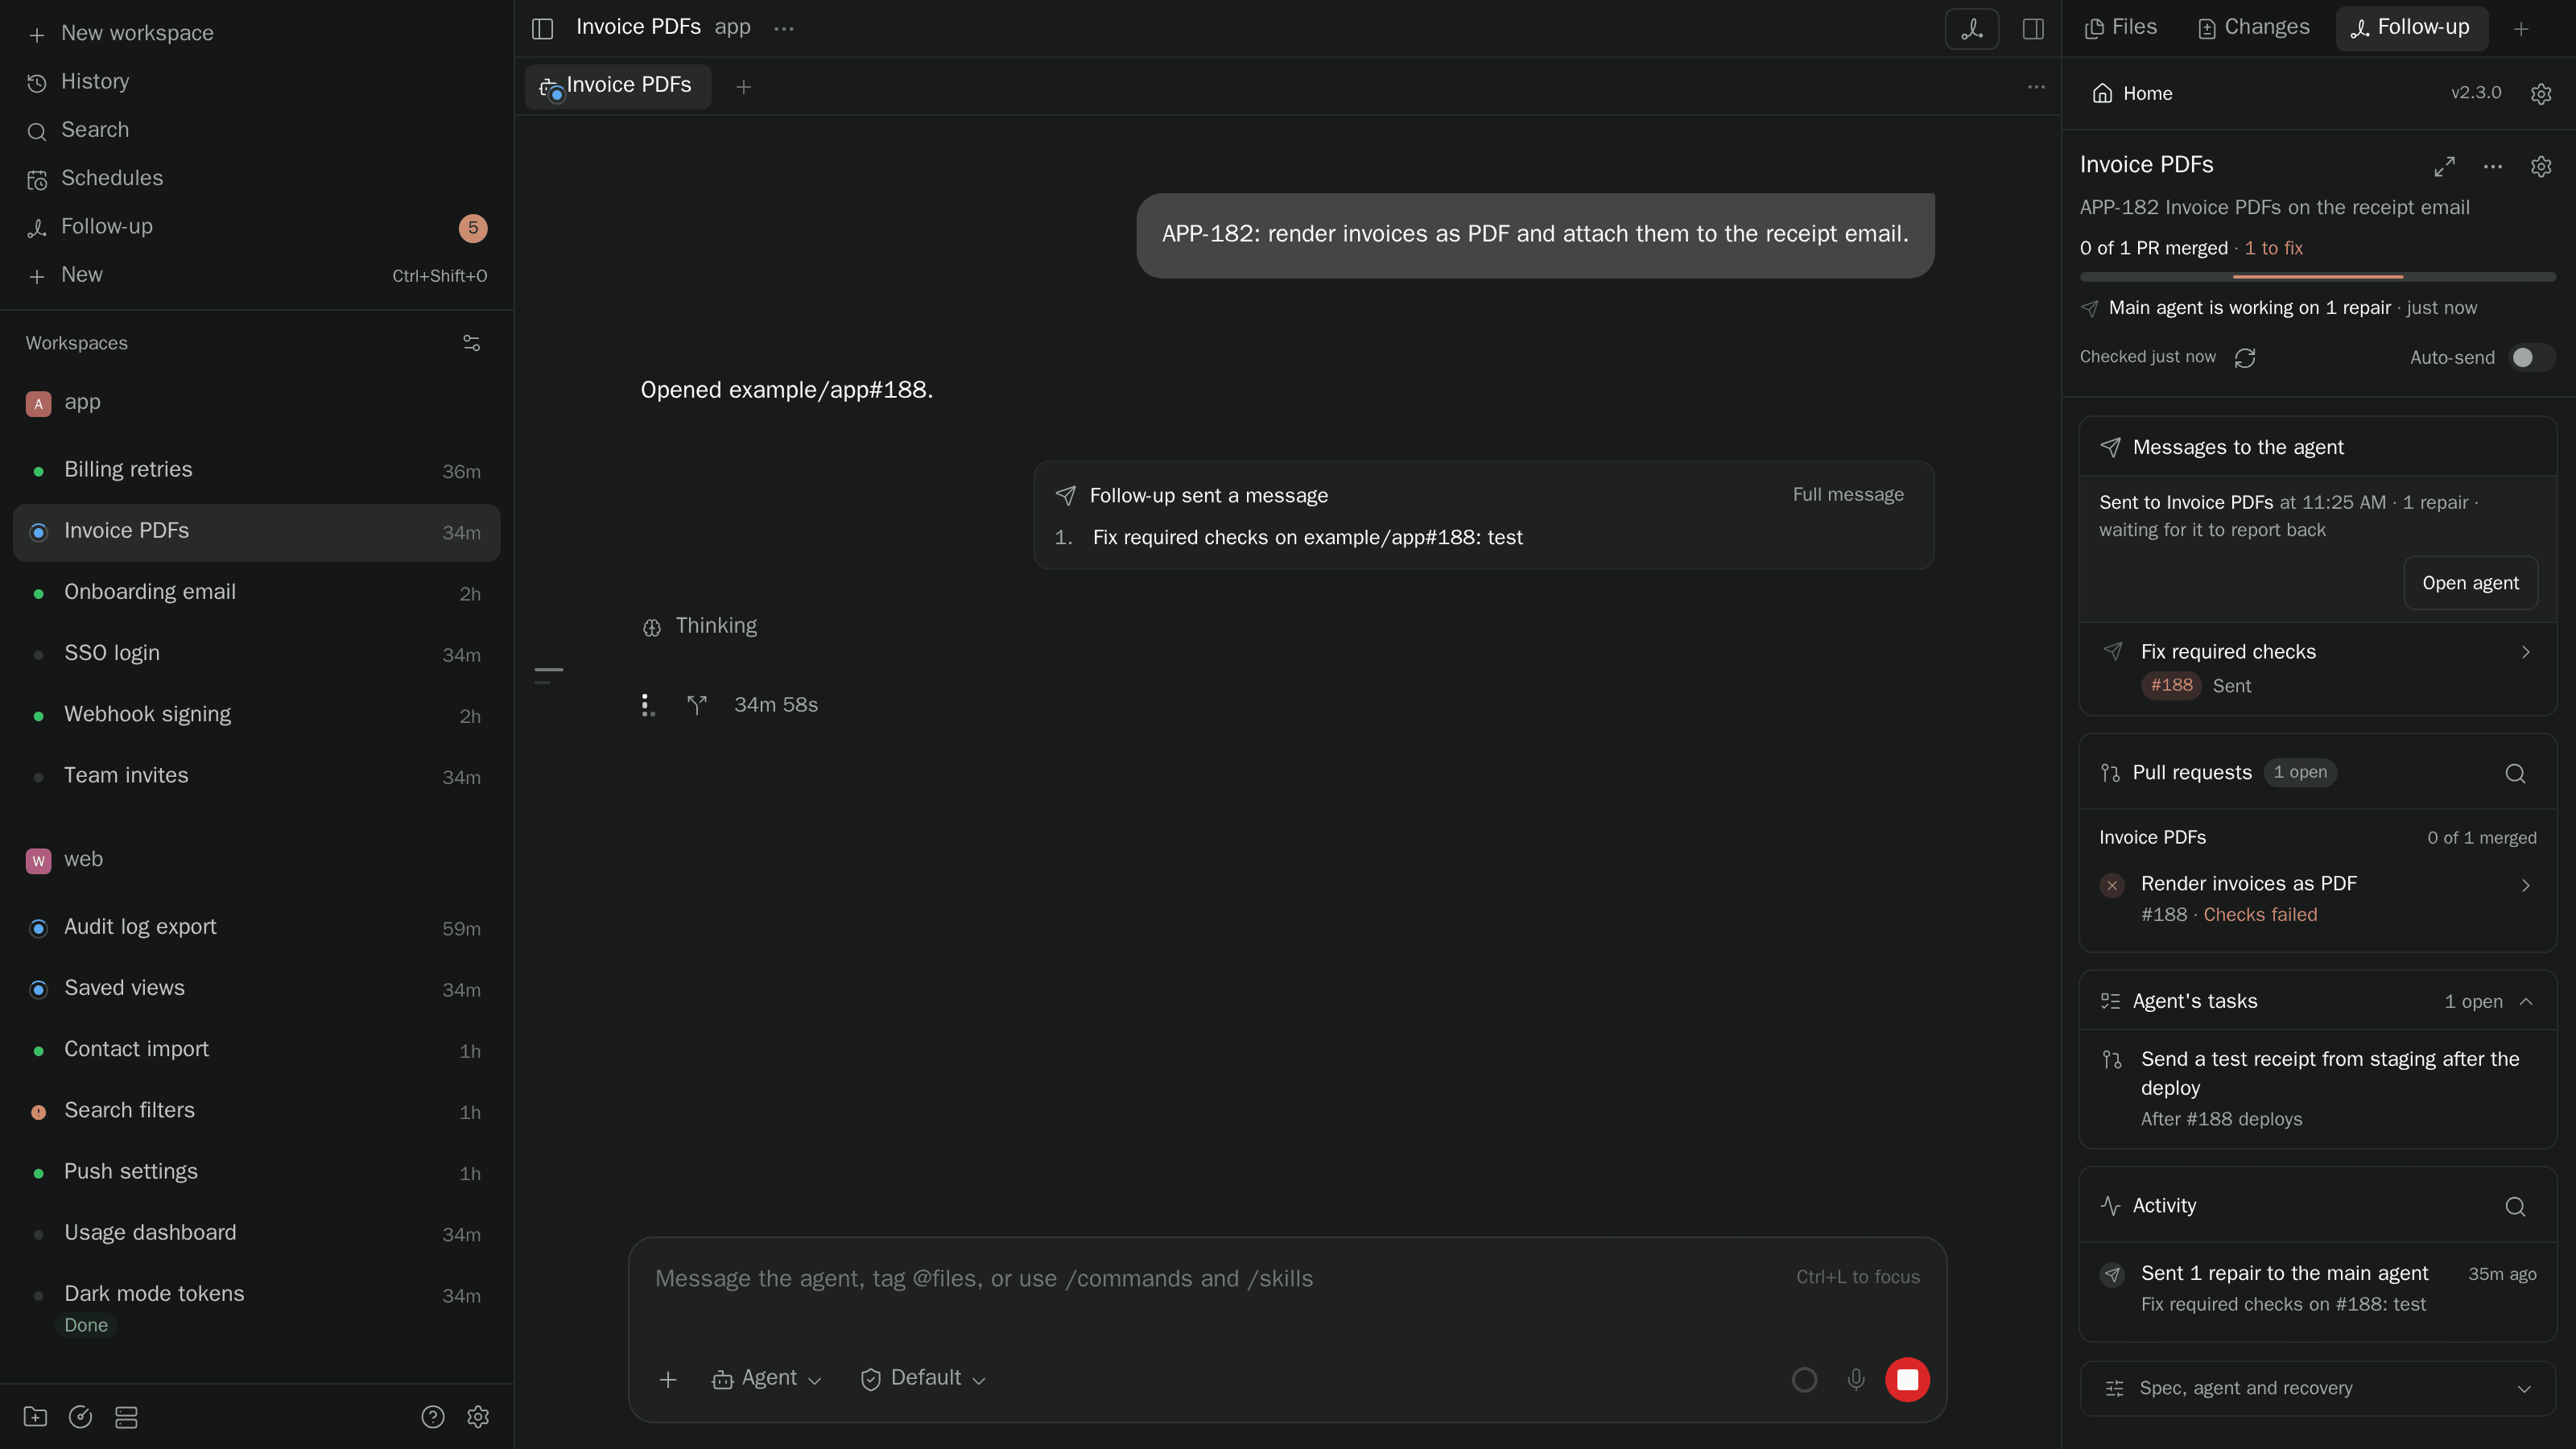 New workspace
History
Search
Schedules
Follow-up 5
New Ctrl+Shift+O
Workspaces
A app
Billing retries 36m
Invoice PDFs 34m
Onboarding email 2h
SSO login 34m
Webhook signing 2h
Team invites 34m
W web
Audit log export 59m
Saved views 34m
Contact import 1h
Search filters 1h
Push settings 1h
Usage dashboard 34m
Dark mode tokens 34m
Done
Invoice PDFs app
Invoice PDFs
APP-182: render invoices as PDF and attach them to the receipt email.
Opened example/app#188.
Follow-up sent a message Full message
1. Fix required checks on example/app#188: test
Thinking
34m 58s
Message the agent, tag @files, or use /commands and /skills Ctrl+L to focus
Agent Default
Files Changes Follow-up
Home v2.3.0
Invoice PDFs
APP-182 Invoice PDFs on the receipt email
0 of 1 PR merged · 1 to fix
Main agent is working on 1 repair · just now
Checked just now Auto-send
Messages to the agent
Sent to Invoice PDFs at 11:25 AM · 1 repair ·
waiting for it to report back
Open agent
Fix required checks
#188 Sent
Pull requests 1 open
Invoice PDFs 0 of 1 merged
Render invoices as PDF
#188 · Checks failed
Agent's tasks 1 open
Send a test receipt from staging after the
deploy
After #188 deploys
Activity
Sent 1 repair to the main agent 35m ago
Fix required checks on #188: test
Spec, agent and recovery